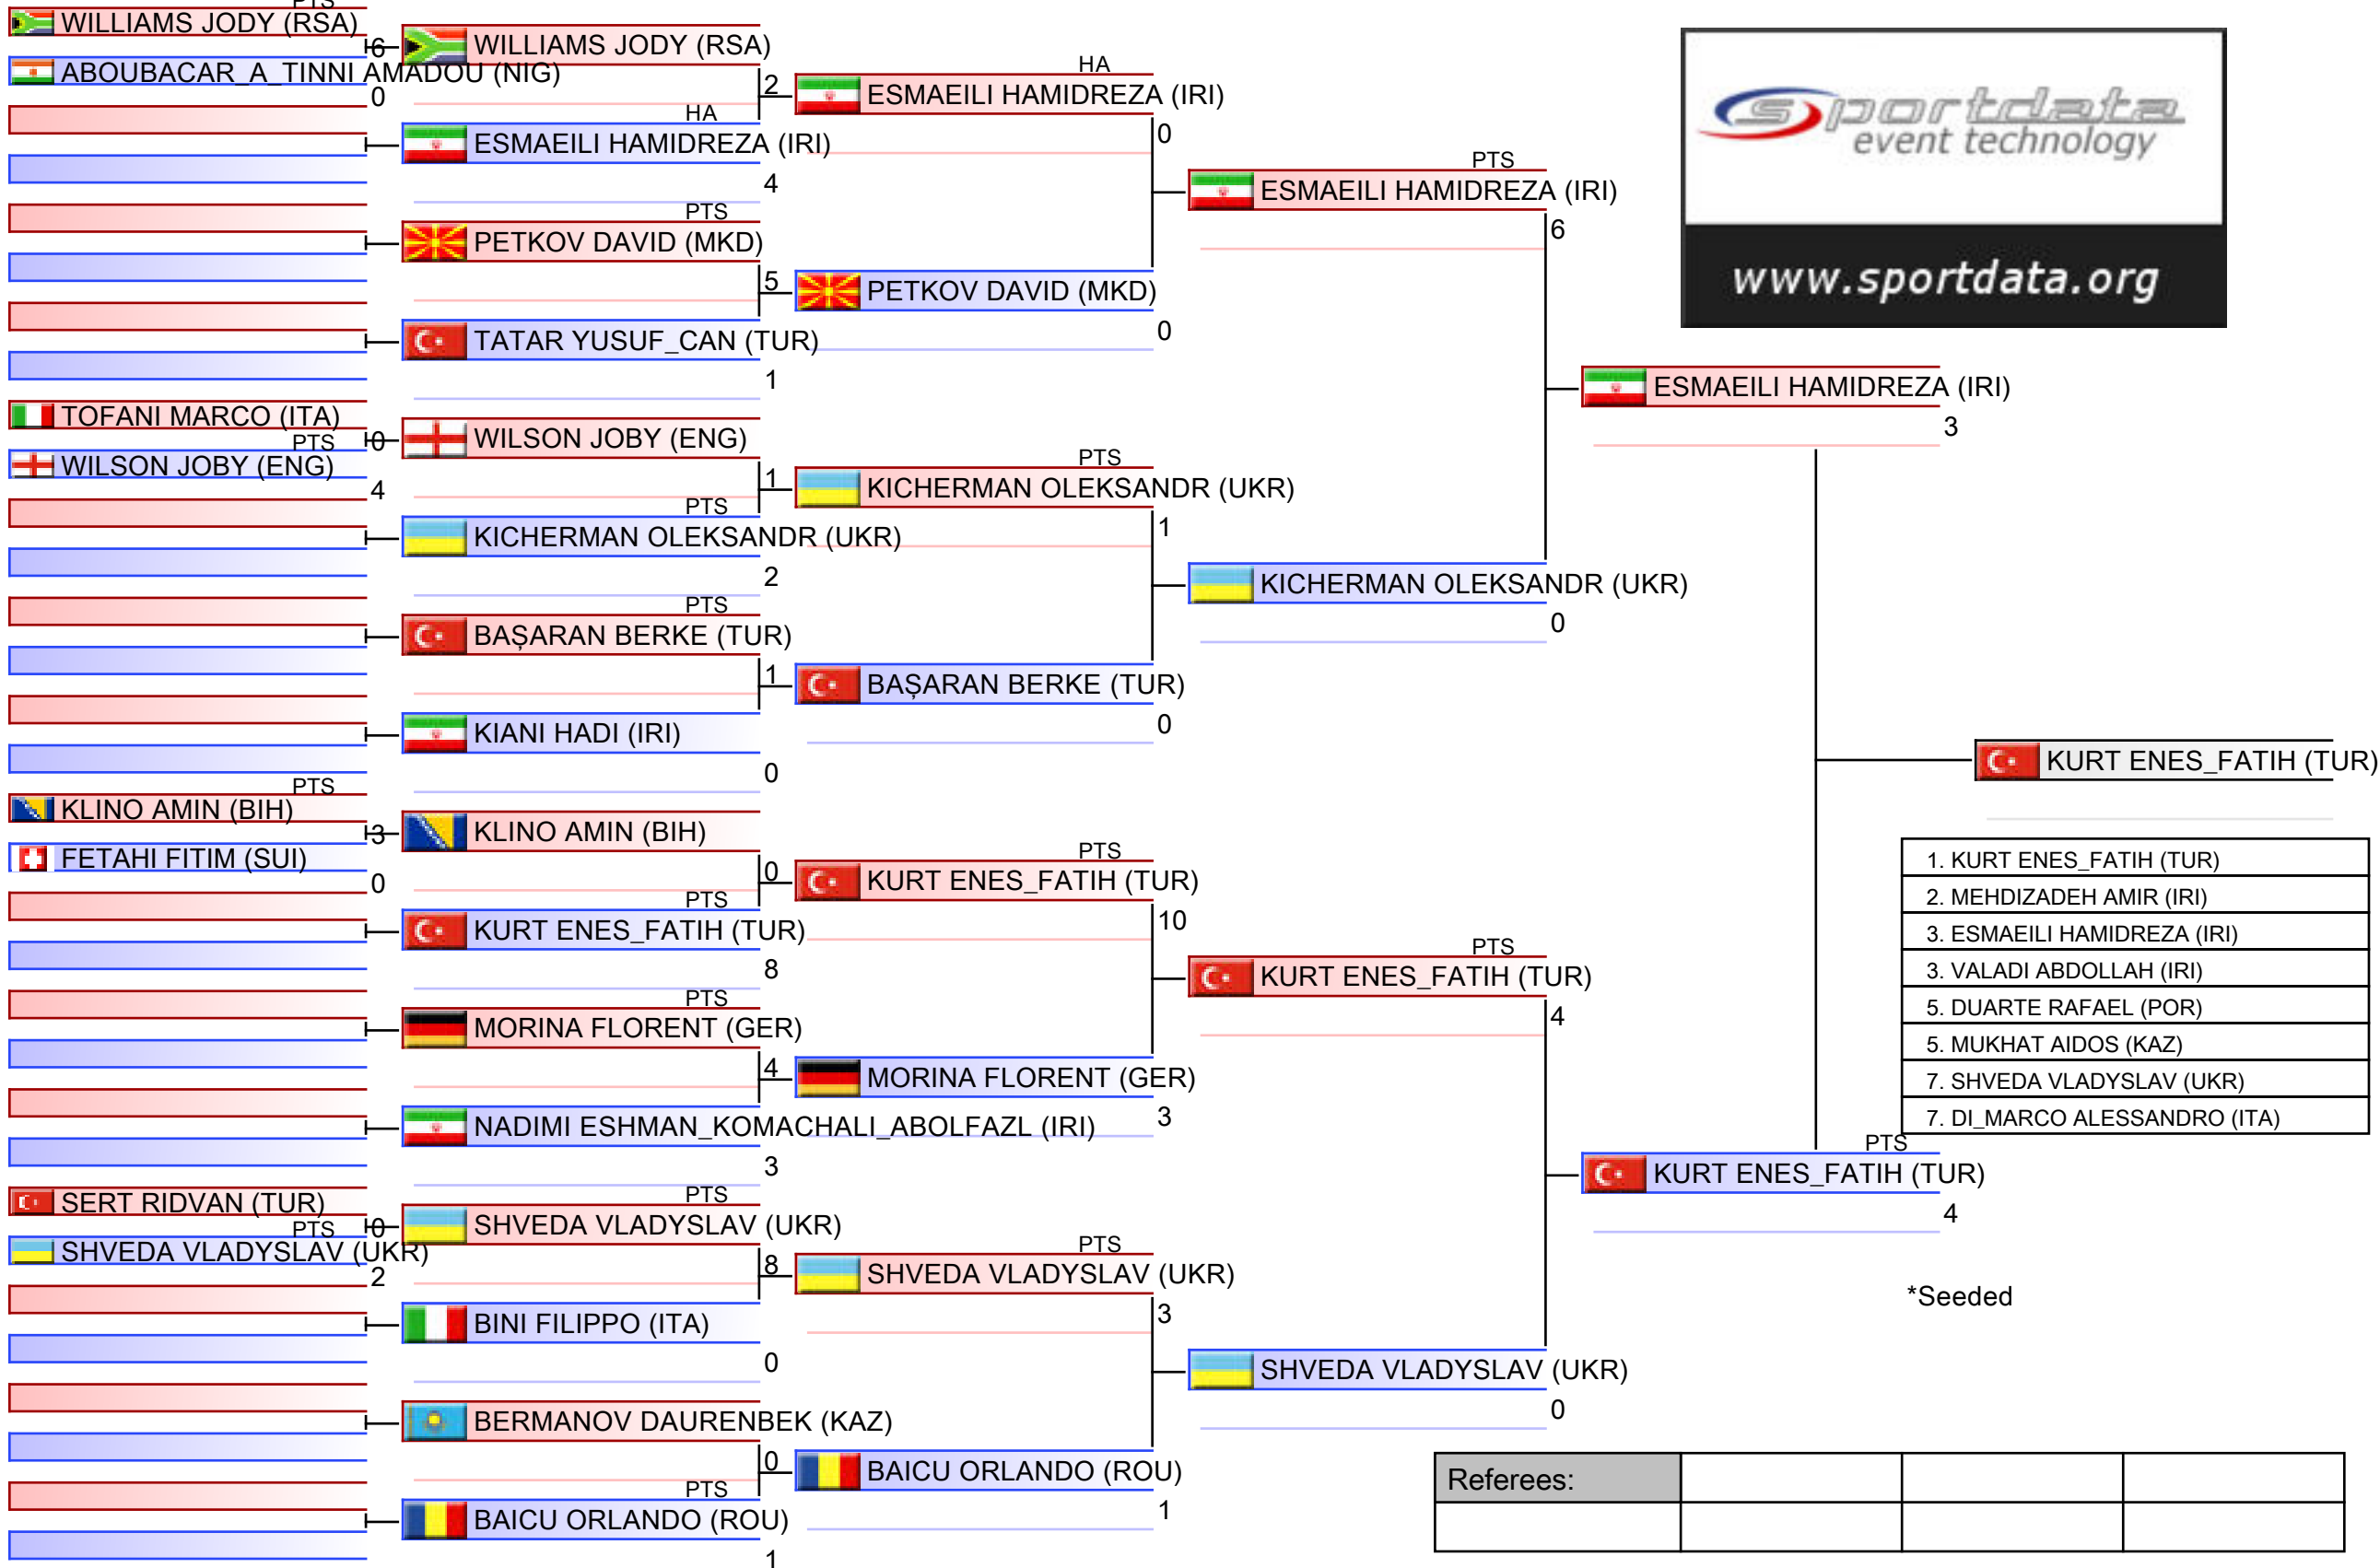 PTS
WILLIAMS JODY (RSA)
6
ABOUBACAR_A_TINNI AMADOU (NIG)
0
TOFANI MARCO (ITA)
0
PTS
WILSON JOBY (ENG)
4
PTS
KLINO AMIN (BIH)
3
FETAHI FITIM (SUI)
0
SERT RIDVAN (TUR)
0
PTS
SHVEDA VLADYSLAV (UKR)
2
WILLIAMS JODY (RSA)
2
HA
ESMAEILI HAMIDREZA (IRI)
4
PTS
PETKOV DAVID (MKD)
5
TATAR YUSUF_CAN (TUR)
1
WILSON JOBY (ENG)
1
PTS
KICHERMAN OLEKSANDR (UKR)
2
PTS
BAŞARAN BERKE (TUR)
1
KIANI HADI (IRI)
0
KLINO AMIN (BIH)
0
PTS
KURT ENES_FATIH (TUR)
8
PTS
MORINA FLORENT (GER)
4
NADIMI ESHMAN_KOMACHALI_ABOLFAZL (IRI)
3
PTS
SHVEDA VLADYSLAV (UKR)
8
BINI FILIPPO (ITA)
0
BERMANOV DAURENBEK (KAZ)
0
PTS
BAICU ORLANDO (ROU)
1
HA
ESMAEILI HAMIDREZA (IRI)
0
PETKOV DAVID (MKD)
0
PTS
KICHERMAN OLEKSANDR (UKR)
1
BAŞARAN BERKE (TUR)
0
PTS
KURT ENES_FATIH (TUR)
10
MORINA FLORENT (GER)
3
PTS
SHVEDA VLADYSLAV (UKR)
3
BAICU ORLANDO (ROU)
1
PTS
ESMAEILI HAMIDREZA (IRI)
6
KICHERMAN OLEKSANDR (UKR)
0
PTS
KURT ENES_FATIH (TUR)
4
SHVEDA VLADYSLAV (UKR)
0
ESMAEILI HAMIDREZA (IRI)
3
PTS
KURT ENES_FATIH (TUR)
4
KURT ENES_FATIH (TUR)
sportdata
event technology
www.sportdata.org
1. KURT ENES_FATIH (TUR)
2. MEHDIZADEH AMIR (IRI)
3. ESMAEILI HAMIDREZA (IRI)
3. VALADI ABDOLLAH (IRI)
5. DUARTE RAFAEL (POR)
5. MUKHAT AIDOS (KAZ)
7. SHVEDA VLADYSLAV (UKR)
7. DI_MARCO ALESSANDRO (ITA)
*Seeded
Referees: